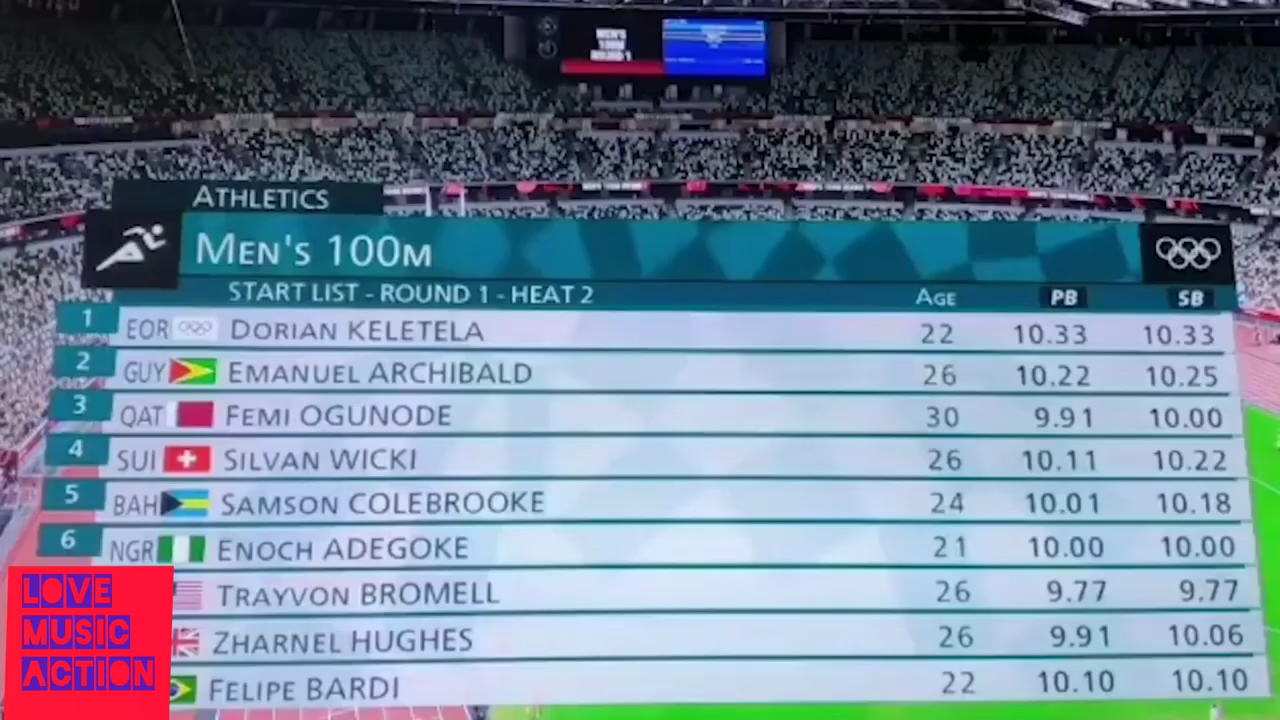 MEN'S
100M
ROUND 1
ATHLETICS
MEN'S 100M
START LIST - ROUND 1 - HEAT 2 AGE PB SB
1 EOR DORIAN KELETELA 22 10.33 10.33
2 GUY EMANUEL ARCHIBALD 26 10.22 10.25
3 QAT FEMI OGUNODE 30 9.91 10.00
4 SUI SILVAN WICKI 26 10.11 10.22
5 BAH SAMSON COLEBROOKE 24 10.01 10.18
6 NGR ENOCH ADEGOKE 21 10.00 10.00
TRAYVON BROMELL 26 9.77 9.77
ZHARNEL HUGHES 26 9.91 10.06
FELIPE BARDI 22 10.10 10.10
LOVE
MUSIC
ACTION